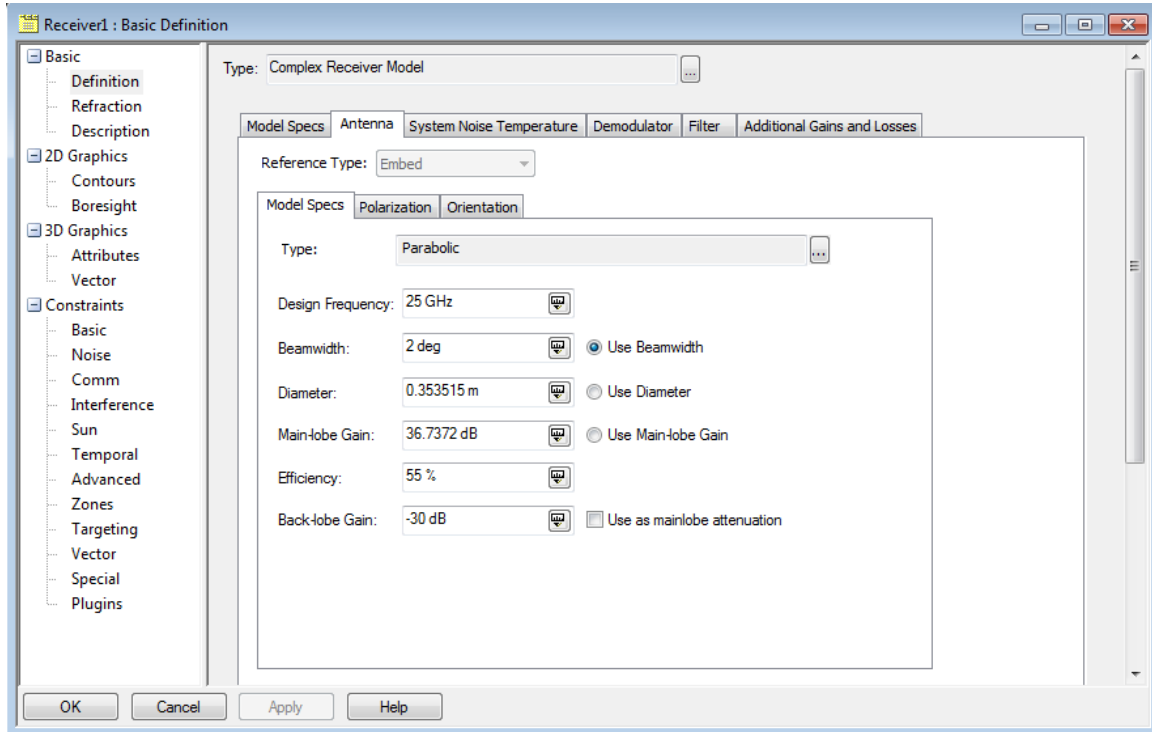 Receiver1 : Basic Definition
Basic
Definition
Refraction
Description
2D Graphics
Contours
Boresight
3D Graphics
Attributes
Vector
Constraints
Basic
Noise
Comm
Interference
Sun
Temporal
Advanced
Zones
Targeting
Vector
Special
Plugins
Type: Complex Receiver Model ...
Model Specs Antenna System Noise Temperature Demodulator Filter Additional Gains and Losses
Reference Type: Embed
Model Specs Polarization Orientation
Type: Parabolic ...
Design Frequency: 25 GHz
Beamwidth: 2 deg Use Beamwidth
Diameter: 0.353515 m Use Diameter
Main-lobe Gain: 36.7372 dB Use Main-lobe Gain
Efficiency: 55 %
Back-lobe Gain: -30 dB Use as mainlobe attenuation
OK Cancel Apply Help